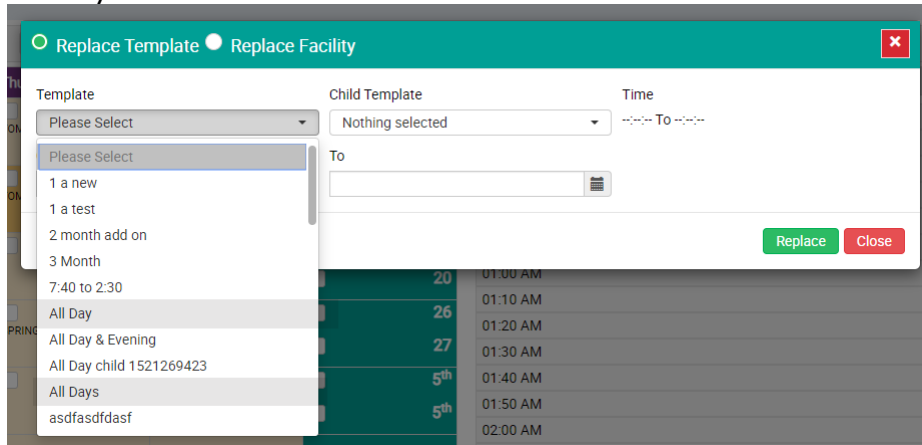 Replace Template Replace Facility
Template
Child Template
Time
Please Select
Nothing selected
--:--:-- To --:--:--
Please Select
To
1 a new
1 a test
2 month add on
3 Month
Replace
Close
7:40 to 2:30
20
01:00 AM
All Day
26
01:10 AM
01:20 AM
All Day & Evening
27
01:30 AM
All Day child 1521269423
5th
01:40 AM
All Days
5th
01:50 AM
asdfasdfdasf
02:00 AM